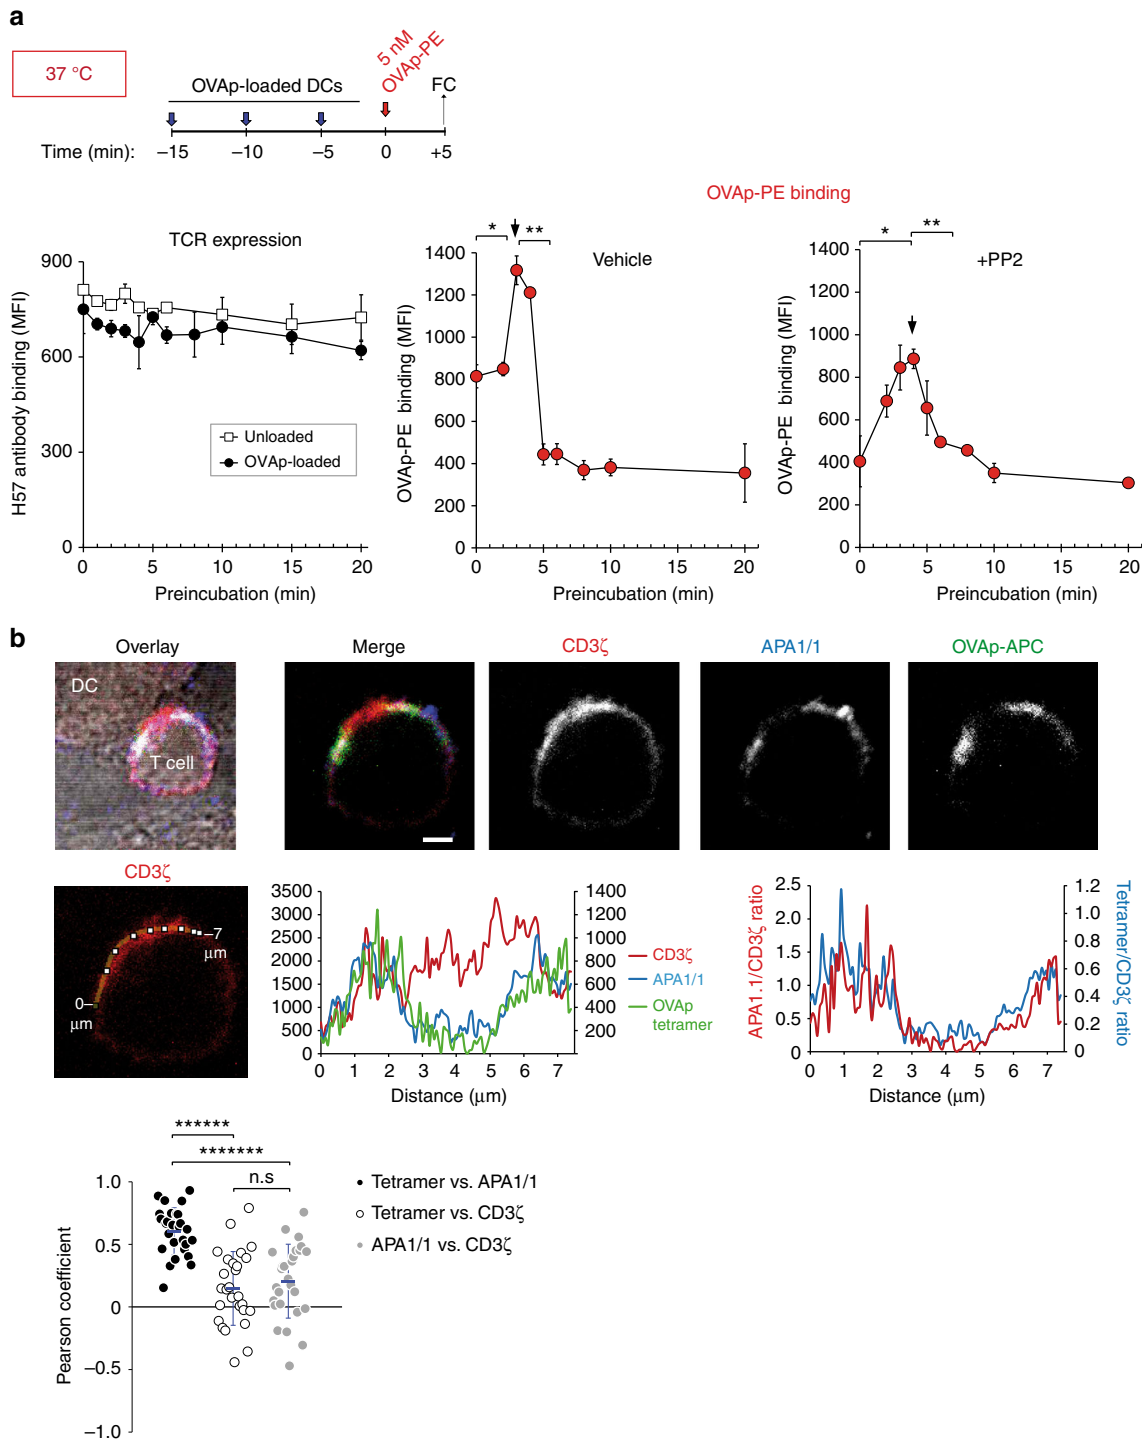 a
37 °C
OVAp-loaded DCs
5 nM
OVAp-PE
FC
Time (min):
–15
–10
–5
0
+5
OVAp-PE binding
TCR expression
H57 antibody binding (MFI)
900
600
300
0
Unloaded
OVAp-loaded
0
5
10
15
20
Preincubation (min)
*
**
Vehicle
OVAp-PE binding (MFI)
1400
1200
1000
800
600
400
200
0
0
5
10
15
20
Preincubation (min)
*
**
+PP2
OVAp-PE binding (MFI)
1400
1200
1000
800
600
400
200
0
0
5
10
15
20
Preincubation (min)
b
Overlay
DC
T cell
Merge
CD3ζ
APA1/1
OVAp-APC
CD3ζ
–7
μm
0–
μm
3500
3000
2500
2000
1500
1000
500
0
1400
1200
1000
800
600
400
200
0
1
2
3
4
5
6
7
Distance (μm)
CD3ζ
APA1/1
OVAp
tetramer
APA1.1/CD3ζ ratio
2.5
2.0
1.5
1.0
0.5
0
1.2
1.0
0.8
0.6
0.4
0.2
0
Tetramer/CD3ζ ratio
0
1
2
3
4
5
6
7
Distance (μm)
******
*******
n.s
Pearson coefficient
1.0
0.5
0
–0.5
–1.0
Tetramer vs. APA1/1
Tetramer vs. CD3ζ
APA1/1 vs. CD3ζ